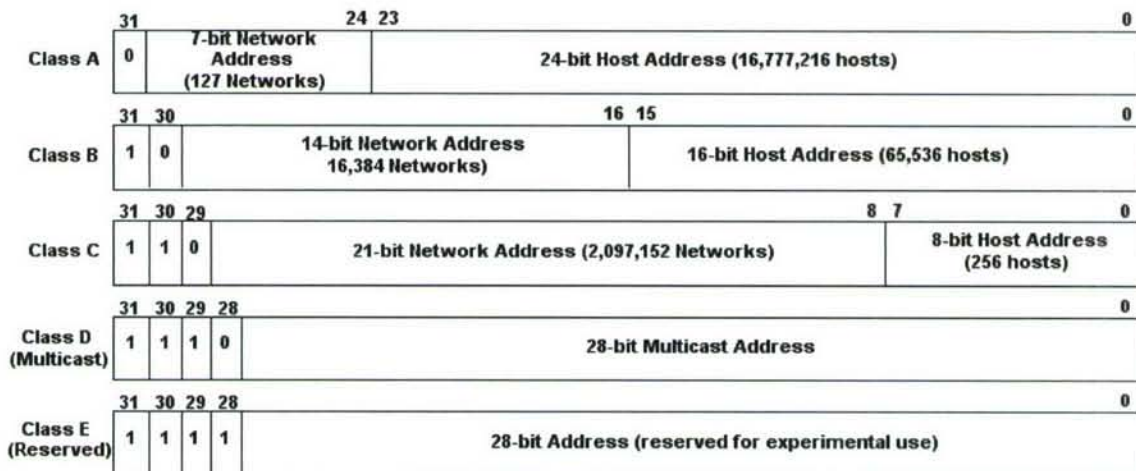 31 24 23 0
Class A
0
7-bit Network
Address
(127 Networks)
24-bit Host Address (16,777,216 hosts)
31 30 16 15 0
Class B
1 0
14-bit Network Address
16,384 Networks)
16-bit Host Address (65,536 hosts)
31 30 29 8 7 0
Class C
1 1 0
21-bit Network Address (2,097,152 Networks)
8-bit Host Address
(256 hosts)
31 30 29 28 0
Class D
(Multicast)
1 1 1 0
28-bit Multicast Address
31 30 29 28 0
Class E
(Reserved)
1 1 1 1
28-bit Address (reserved for experimental use)